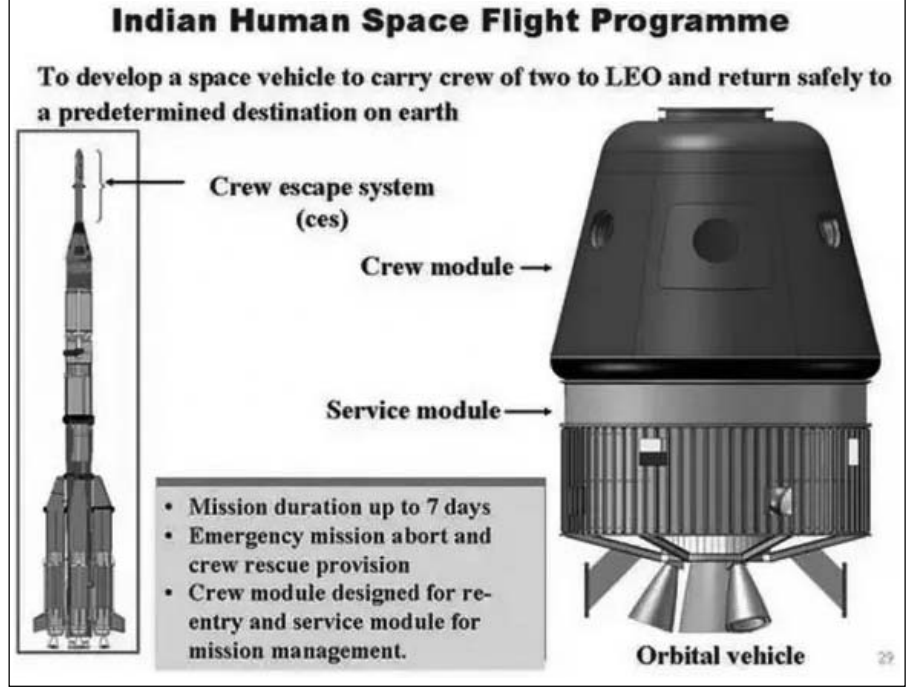 Indian Human Space Flight Programme
To develop a space vehicle to carry crew of two to LEO and return safely to
a predetermined destination on earth
Crew escape system
(ces)
Crew module
Service module
• Mission duration up to 7 days
• Emergency mission abort and
crew rescue provision
• Crew module designed for re-
entry and service module for
mission management.
Orbital vehicle
29